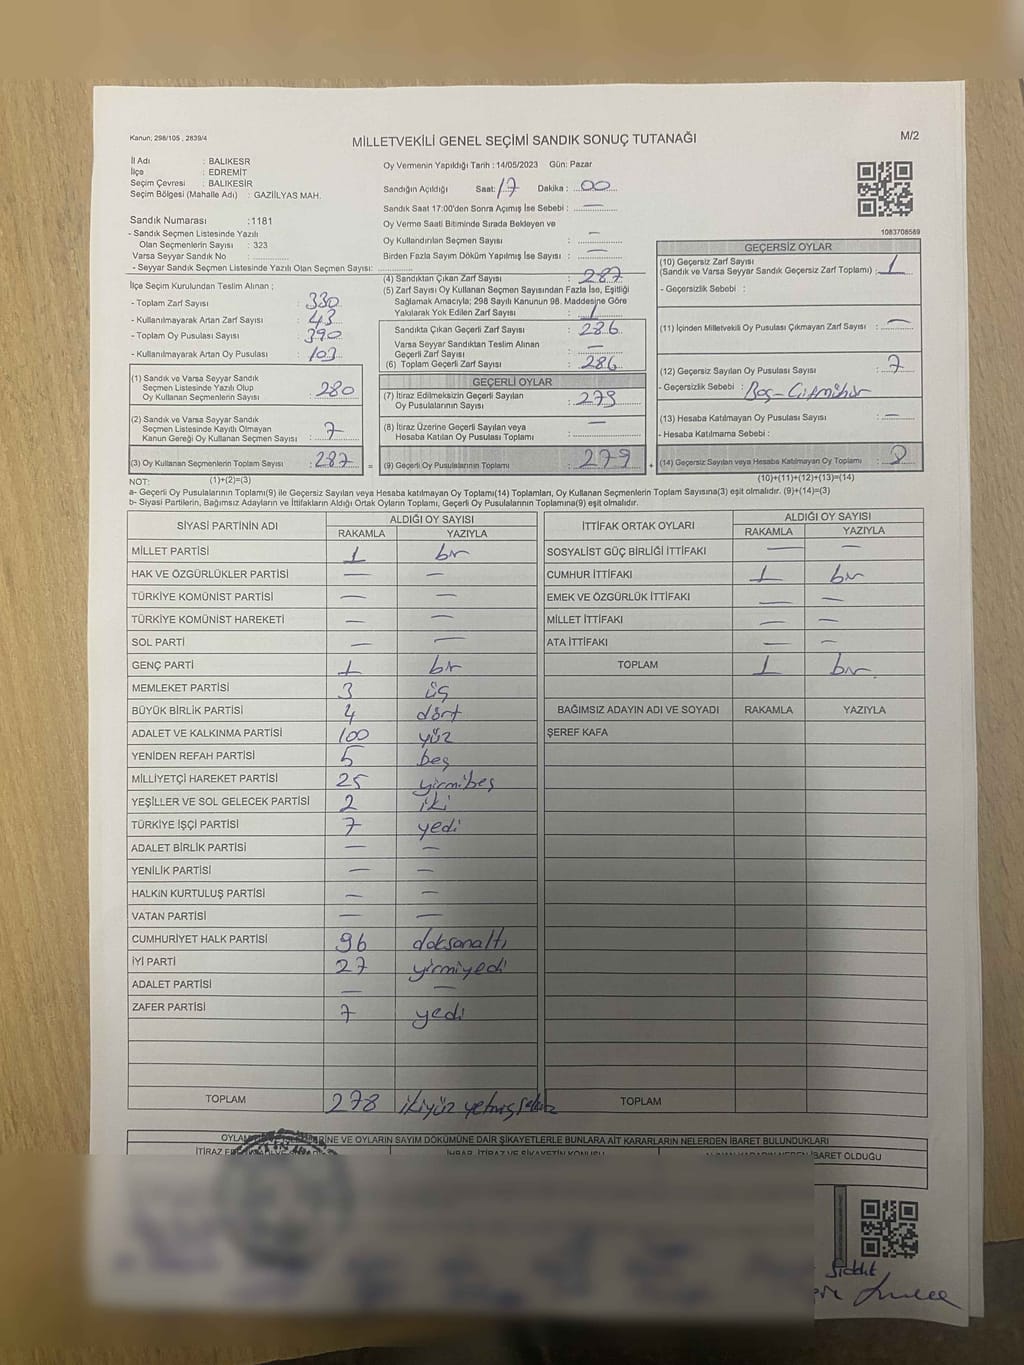 Kanun; 298/105 , 2839/4
MİLLETVEKİLİ GENEL SEÇİMİ SANDIK SONUÇ TUTANAĞI
M/2
İl Adı : BALIKESR
İlçe : EDREMİT
Seçim Çevresi : BALIKESİR
Seçim Bölgesi (Mahalle Adı) : GAZİİLYAS MAH.
Sandık Numarası :1181
- Sandık Seçmen Listesinde Yazılı
Olan Seçmenlerin Sayısı : 323
Varsa Seyyar Sandık No :
- Seyyar Sandık Seçmen Listesinde Yazılı Olan Seçmen Sayısı:
İlçe Seçim Kurulundan Teslim Alınan ;
- Toplam Zarf Sayısı : 330
- Kullanılmayarak Artan Zarf Sayısı : 43
- Toplam Oy Pusulası Sayısı : 390
- Kullanılmayarak Artan Oy Pusulası : 103
(1) Sandık ve Varsa Seyyar Sandık
Seçmen Listesinde Yazılı Olup
Oy Kullanan Seçmenlerin Sayısı : 280
(2) Sandık ve Varsa Seyyar Sandık
Seçmen Listesinde Kayıtlı Olmayan
Kanun Gereği Oy Kullanan Seçmen Sayısı : 7
(3) Oy Kullanan Seçmenlerin Toplam Sayısı : 287 =
(1)+(2)=(3)
Oy Vermenin Yapıldığı Tarih : 14/05/2023 Gün: Pazar
Sandığın Açıldığı Saat: 17 Dakika : 00
Sandık Saat 17:00'den Sonra Açımış İse Sebebi : —
Oy Verme Saati Bitiminde Sırada Bekleyen ve
Oy Kullandırılan Seçmen Sayısı : —
Birden Fazla Sayım Döküm Yapılmış İse Sayısı : —
(4) Sandıktan Çıkan Zarf Sayısı : 287
(5) Zarf Sayısı Oy Kullanan Seçmen Sayısından Fazla İse, Eşitliği
Sağlamak Amacıyla; 298 Sayılı Kanunun 98. Maddesine Göre
Yakılarak Yok Edilen Zarf Sayısı : 1
Sandıkta Çıkan Geçerli Zarf Sayısı : 286
Varsa Seyyar Sandıktan Teslim Alınan
Geçerli Zarf Sayısı : —
(6) Toplam Geçerli Zarf Sayısı : 286
GEÇERLİ OYLAR
(7) İtiraz Edilmeksizin Geçerli Sayılan
Oy Pusulalarının Sayısı : 279
(8) İtiraz Üzerine Geçerli Sayılan veya
Hesaba Katılan Oy Pusulası Toplamı : —
(9) Geçerli Oy Pusulalarının Toplamı : 279 +
1083708569
GEÇERSİZ OYLAR
(10) Geçersiz Zarf Sayısı
(Sandık ve Varsa Seyyar Sandık Geçersiz Zarf Toplamı) : 1
- Geçersizlik Sebebi :
(11) İçinden Milletvekili Oy Pusulası Çıkmayan Zarf Sayısı : —
(12) Geçersiz Sayılan Oy Pusulası Sayısı : 7
- Geçersizlik Sebebi : Boş-Çiftmühür
(13) Hesaba Katılmayan Oy Pusulası Sayısı : —
- Hesaba Katılmama Sebebi :
(14) Geçersiz Sayılan veya Hesaba Katılmayan Oy Toplamı : 8
(10)+(11)+(12)+(13)=(14)
NOT:
a- Geçerli Oy Pusulalarının Toplamı(9) ile Geçersiz Sayılan veya Hesaba katılmayan Oy Toplamı(14) Toplamları, Oy Kullanan Seçmenlerin Toplam Sayısına(3) eşit olmalıdır. (9)+(14)=(3)
b- Siyasi Partilerin, Bağımsız Adayların ve İttifakların Aldığı Ortak Oyların Toplamı, Geçerli Oy Pusulalarının Toplamına(9) eşit olmalıdır.
SİYASİ PARTİNİN ADI ALDIĞI OY SAYISI
RAKAMLA YAZIYLA
MİLLET PARTİSİ 1 bir
HAK VE ÖZGÜRLÜKLER PARTİSİ — —
TÜRKİYE KOMÜNİST PARTİSİ — —
TÜRKİYE KOMÜNİST HAREKETİ — —
SOL PARTİ — —
GENÇ PARTİ 1 bir
MEMLEKET PARTİSİ 3 üç
BÜYÜK BİRLİK PARTİSİ 4 dört
ADALET VE KALKINMA PARTİSİ 100 yüz
YENİDEN REFAH PARTİSİ 5 beş
MİLLİYETÇİ HAREKET PARTİSİ 25 yirmibeş
YEŞİLLER VE SOL GELECEK PARTİSİ 2 iki
TÜRKİYE İŞÇİ PARTİSİ 7 yedi
ADALET BİRLİK PARTİSİ — —
YENİLİK PARTİSİ — —
HALKIN KURTULUŞ PARTİSİ — —
VATAN PARTİSİ — —
CUMHURİYET HALK PARTİSİ 96 doksanaltı
İYİ PARTİ 27 yirmiyedi
ADALET PARTİSİ — —
ZAFER PARTİSİ 7 yedi
TOPLAM 278 ikiyüz yetmişsekiz
İTTİFAK ORTAK OYLARI ALDIĞI OY SAYISI
RAKAMLA YAZIYLA
SOSYALİST GÜÇ BİRLİĞİ İTTİFAKI — —
CUMHUR İTTİFAKI 1 bir
EMEK VE ÖZGÜRLÜK İTTİFAKI — —
MİLLET İTTİFAKI — —
ATA İTTİFAKI — —
TOPLAM 1 bir
BAĞIMSIZ ADAYIN ADI VE SOYADI RAKAMLA YAZIYLA
ŞEREF KAFA
TOPLAM
VE OYLARIN SAYIM DÖKÜMÜNE DAİR ŞİKAYETLERLE BUNLARA AİT KARARLARIN NELERDEN İBARET BULUNDUKLARI
İBARET OLDUĞU